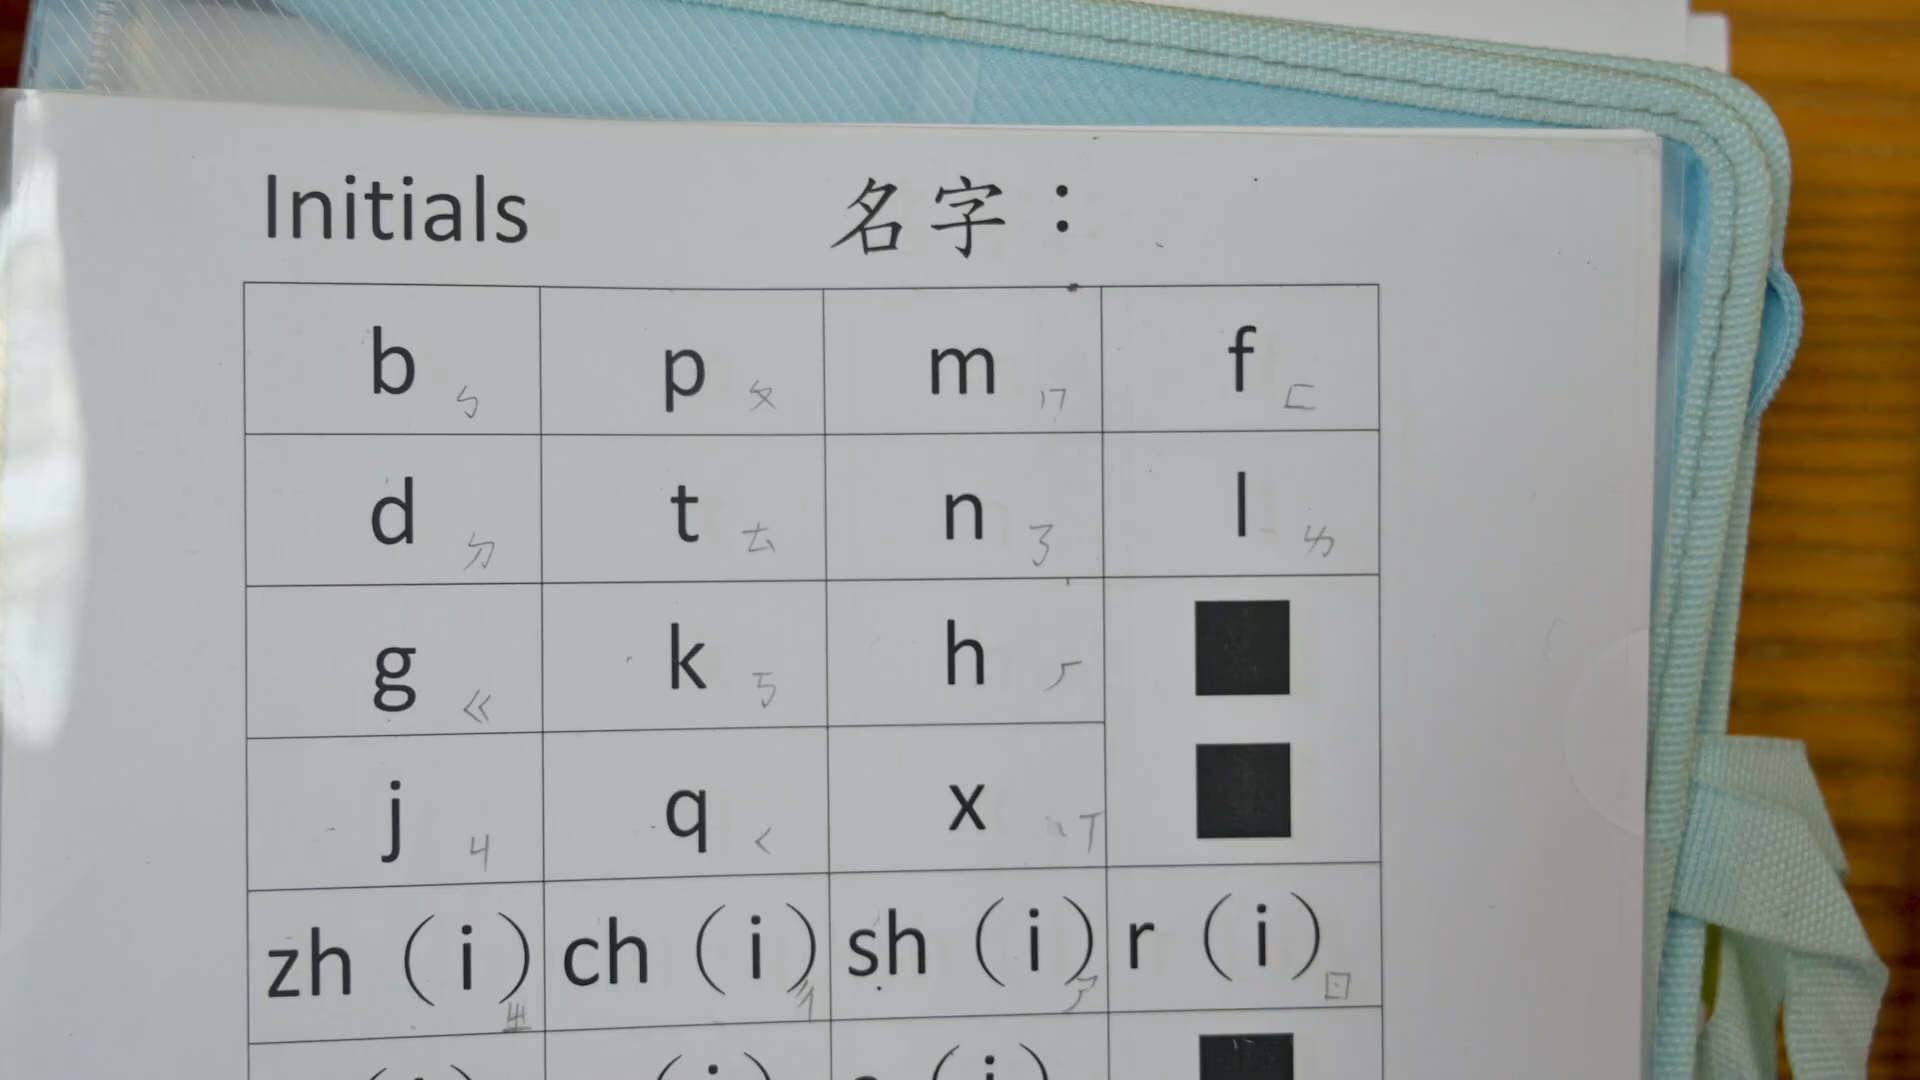 Initials 名字：
b ㄅ p ㄆ m ㄇ f ㄈ
d ㄉ t ㄊ n ㄋ l ㄌ
g ㄍ k ㄎ h ㄏ
j ㄐ q ㄑ x ㄒ
zh（i）ㄓ ch（i）ㄔ sh（i）ㄕ r（i）ㄖ